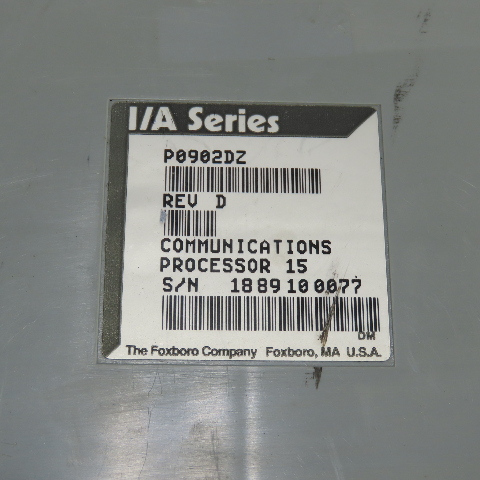 I/A Series
P0902DZ
REV D
COMMUNICATIONS
PROCESSOR 15
S/N 1889100077
DM
The Foxboro Company Foxboro, MA U.S.A.